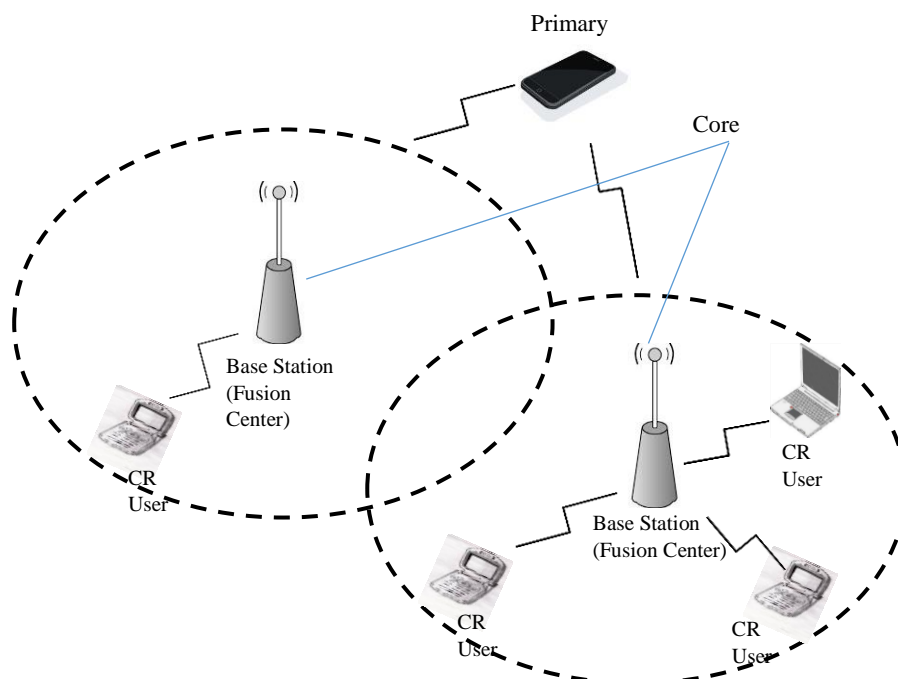 Primary
Core
Base Station
(Fusion
Center)
CR
User
CR
User
Base Station
(Fusion Center)
CR
User
CR
User